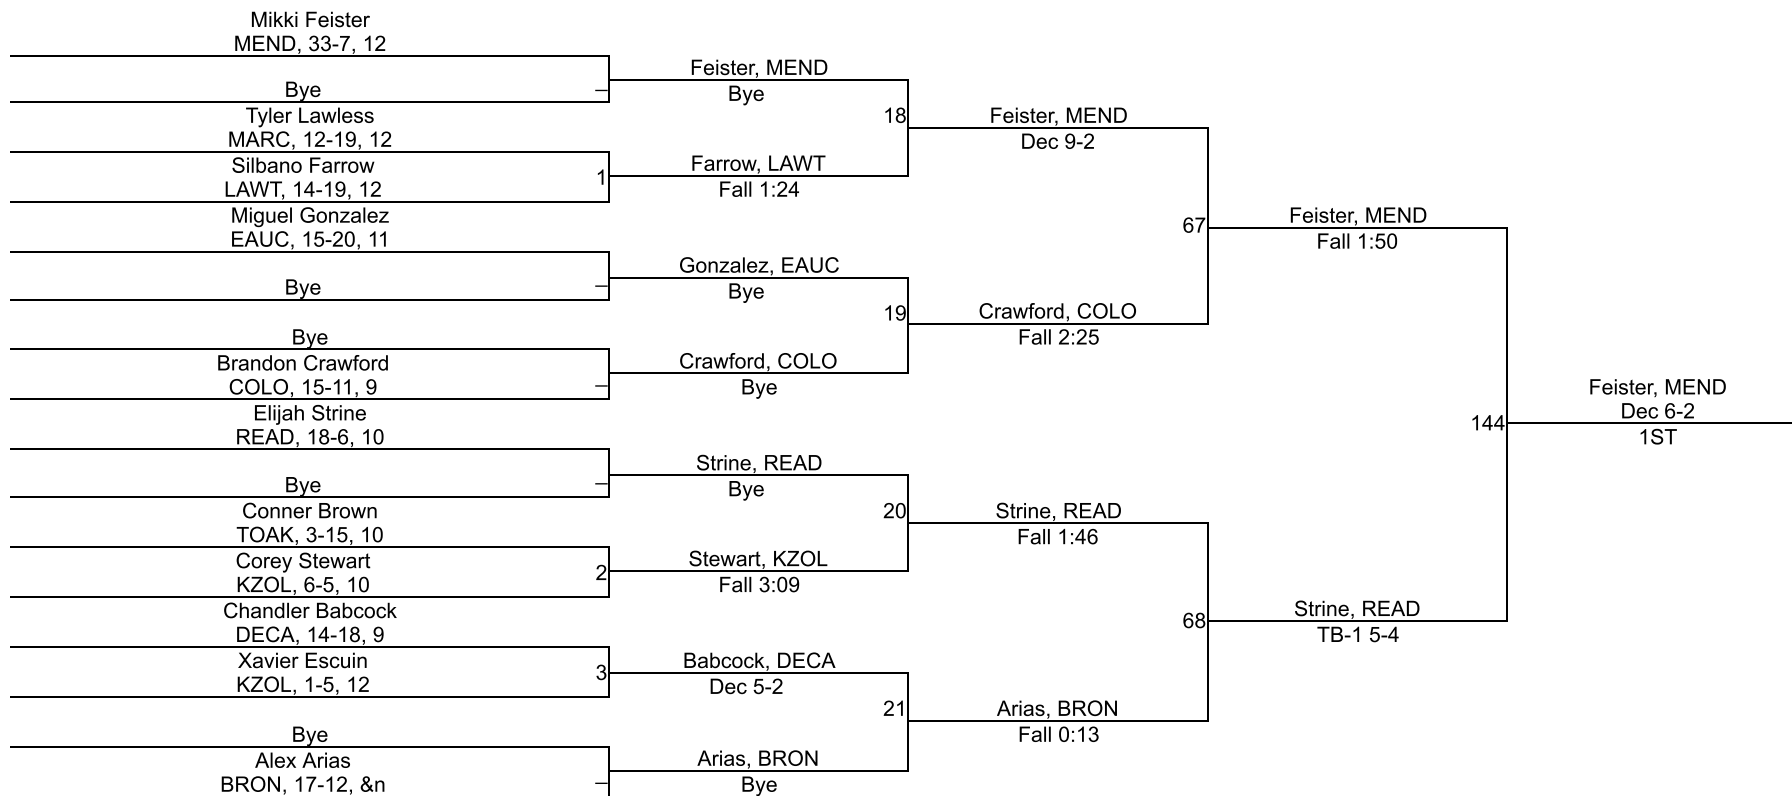 Mikki Feister
MEND, 33-7, 12
Bye
Tyler Lawless
MARC, 12-19, 12
Silbano Farrow
LAWT, 14-19, 12
Miguel Gonzalez
EAUC, 15-20, 11
Bye
Bye
Brandon Crawford
COLO, 15-11, 9
Elijah Strine
READ, 18-6, 10
Bye
Conner Brown
TOAK, 3-15, 10
Corey Stewart
KZOL, 6-5, 10
Chandler Babcock
DECA, 14-18, 9
Xavier Escuin
KZOL, 1-5, 12
Bye
Alex Arias
BRON, 17-12, &n
–
1
–
–
–
2
3
–
Feister, MEND
Bye
Farrow, LAWT
Fall 1:24
Gonzalez, EAUC
Bye
Crawford, COLO
Bye
Strine, READ
Bye
Stewart, KZOL
Fall 3:09
Babcock, DECA
Dec 5-2
Arias, BRON
Bye
18
19
20
21
Feister, MEND
Dec 9-2
Crawford, COLO
Fall 2:25
Strine, READ
Fall 1:46
Arias, BRON
Fall 0:13
67
68
Feister, MEND
Fall 1:50
Strine, READ
TB-1 5-4
144
Feister, MEND
Dec 6-2
1ST